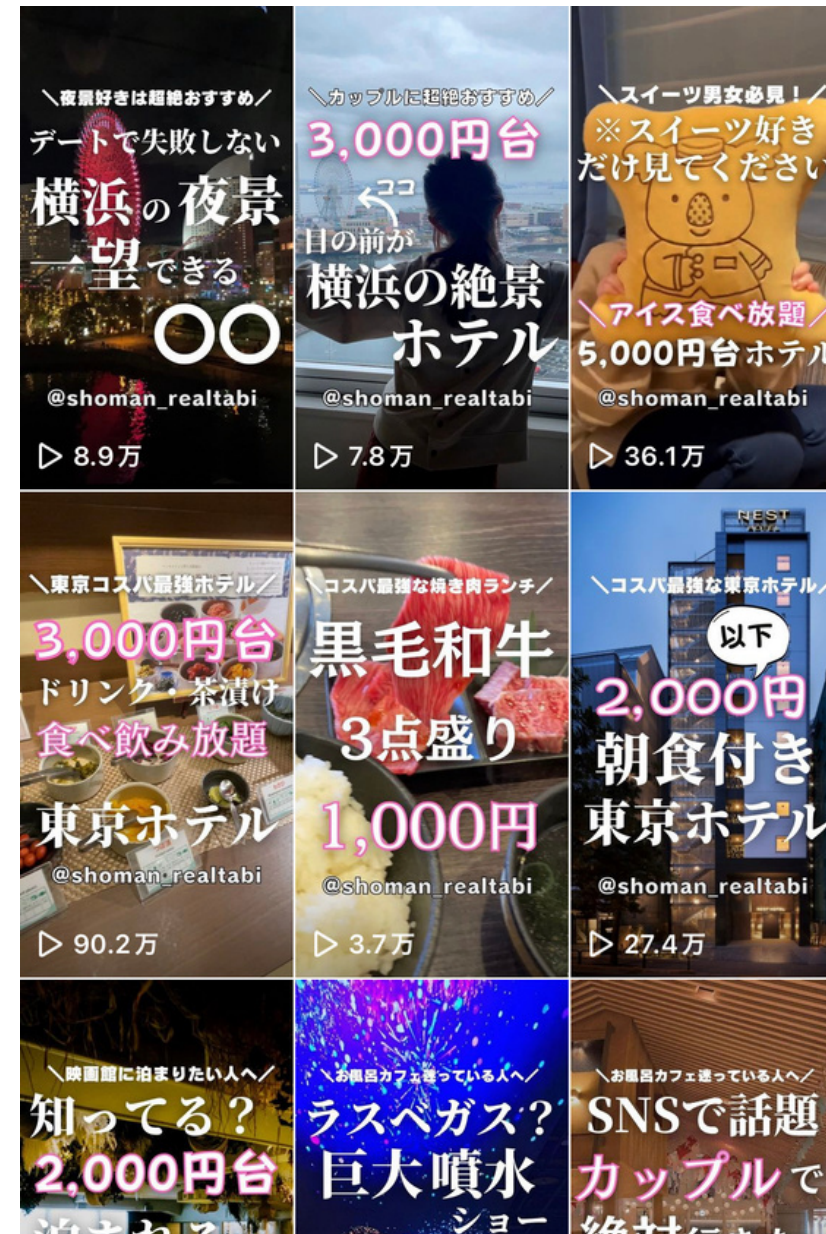 ＼夜景好きは超絶おすすめ／
デートで失敗しない
横浜の夜景
一望できる
〇〇
@shoman_realtabi
8.9万
＼カップルに超絶おすすめ／
3,000円台
ココ
目の前が
横浜の絶景
ホテル
@shoman_realtabi
7.8万
＼スイーツ男女必見！／
※スイーツ好き
だけ見てください
＼アイス食べ放題／
5,000円台ホテル
@shoman_realtabi
36.1万
＼東京コスパ最強ホテル／
3,000円台
ドリンク・茶漬け
食べ飲み放題
東京ホテル
@shoman_realtabi
90.2万
＼コスパ最強な焼き肉ランチ／
黒毛和牛
3点盛り
1,000円
@shoman_realtabi
3.7万
NEST
＼コスパ最強な東京ホテル／
以下
2,000円
朝食付き
東京ホテル
@shoman_realtabi
27.4万
＼映画館に泊まりたい人へ／
知ってる？
2,000円台
泊まれる
＼お風呂カフェ迷っている人へ／
ラスベガス？
巨大噴水
ショー
＼お風呂カフェ迷っている人へ／
SNSで話題
カップルで
絶対行きたい